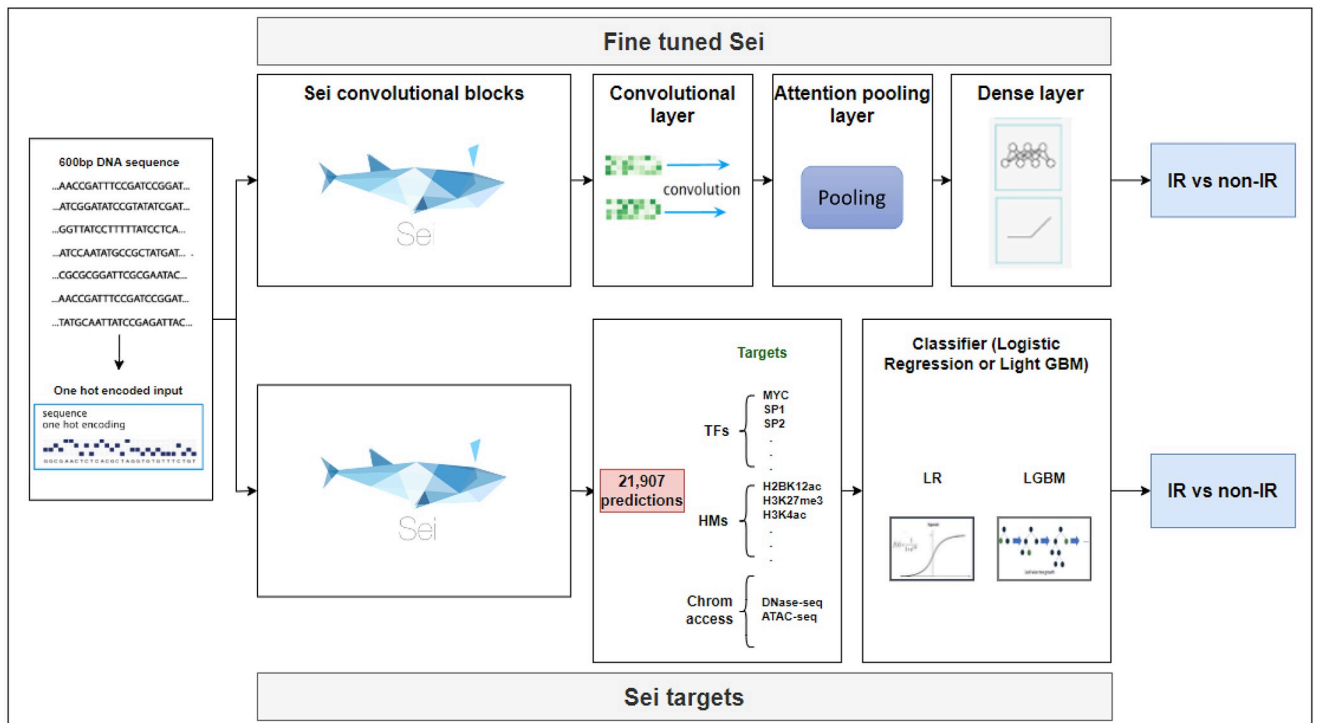 Fine tuned Sei
Sei convolutional blocks
Sei
Convolutional
layer
convolution
Attention pooling
layer
Pooling
Dense layer
IR vs non-IR
600bp DNA sequence
...AACCGATTTCCGATCCGGAT...
...ATCGGATATCCGTATATCGAT...
...GGTTATCCTTTTTATCCTCA...
...ATCCAATATGCCGCTATGAT... .
...CGCGCGGATTCGCGAATAC...
...AACCGATTTCCGATCCGGAT...
...TATGCAATTATCCGAGATTAC...
One hot encoded input
sequence
one hot encoding
GGCGAACTCTCACGCTAGGTGTGTTTCTGT
Sei
21,907
predictions
Targets
TFs
MYC
SP1
SP2
.
.
.
HMs
H2BK12ac
H3K27me3
H3K4ac
.
.
.
Chrom
access
DNase-seq
ATAC-seq
Classifier (Logistic
Regression or Light GBM)
LR
LGBM
IR vs non-IR
Sei targets